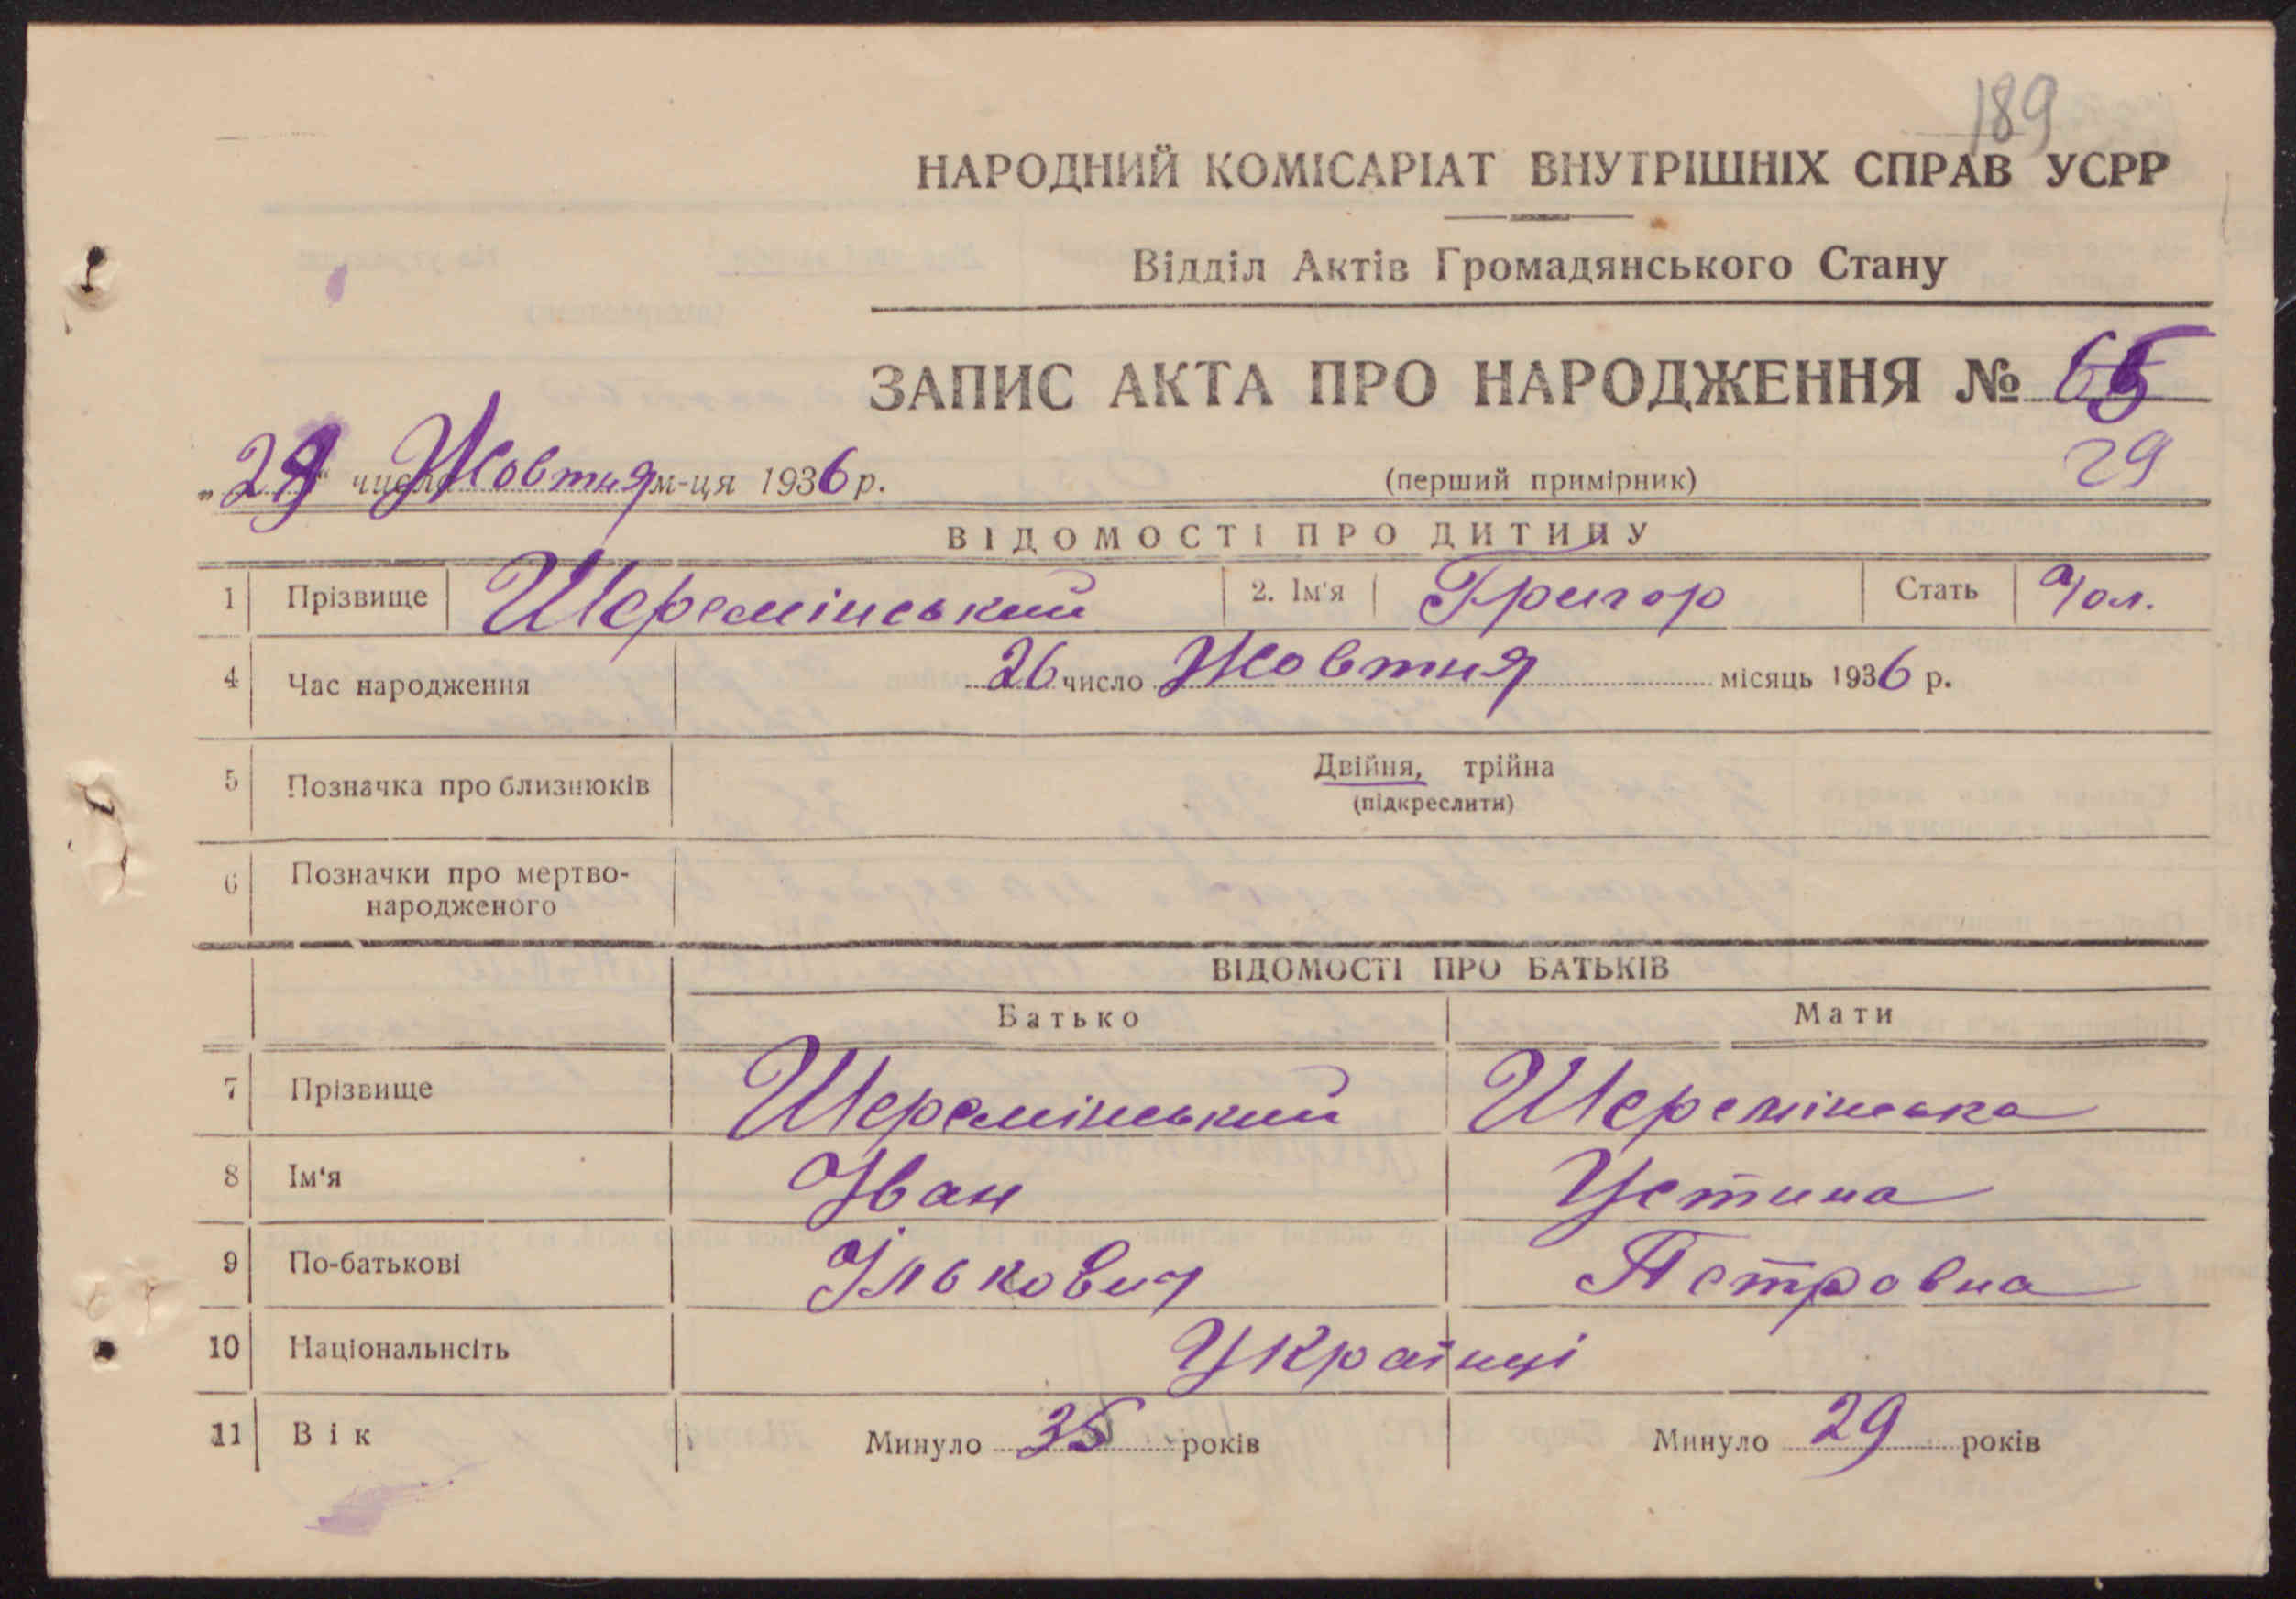 189
НАРОДНИЙ КОМІСАРІАТ ВНУТРІШНІХ СПРАВ УСРР
Відділ Актів Громадянського Стану
ЗАПИС АКТА ПРО НАРОДЖЕННЯ № 65
„29" числа Жовтня м-ця 1936 р. (перший примірник) 29
ВІДОМОСТІ ПРО ДИТИНУ
1 Прізвище Шеремінський 2. Ім'я Григор Стать Чол.
4 Час народження 26 число Жовтня місяць 1936 р.
5 Позначка про близнюків Двійня, трійна
(підкреслити)
6 Позначки про мертво-
народженого
ВІДОМОСТІ ПРО БАТЬКІВ
Батько Мати
7 Прізвище Шеремінський Шеремінська
8 Ім'я Іван Устина
9 По-батькові Ількович Петровна
10 Національнсіть Українці
11 Вік Минуло 35 років Минуло 29 років